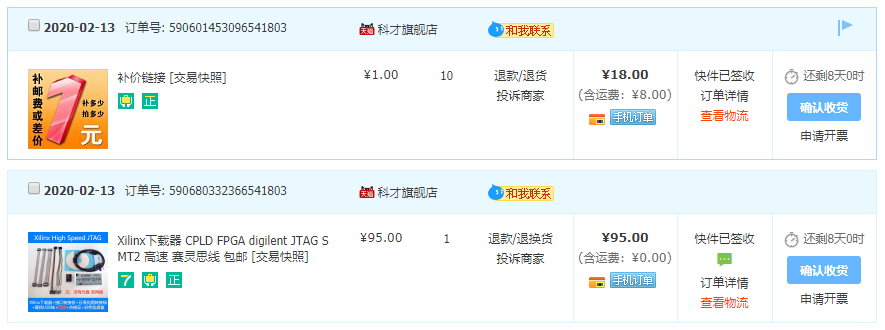 2020-02-13 订单号: 590601453096541803 天猫 科才旗舰店 和我联系
补邮费或差价
补多少
拍多少
1元
补价链接 [交易快照]
正
¥1.00
10
退款/退货
投诉商家
¥18.00
(含运费: ¥8.00)
手机订单
快件已签收
订单详情
查看物流
还剩8天0时
确认收货
申请开票
2020-02-13 订单号: 590680332366541803 天猫 科才旗舰店 和我联系
Xilinx High Speed JTAG
Xilinx下载器 CPLD FPGA digilent JTAG S
MT2 高速 赛灵思线 包邮 [交易快照]
7 正
¥95.00
1
退款/退换货
投诉商家
¥95.00
(含运费: ¥0.00)
手机订单
快件已签收
订单详情
查看物流
还剩8天0时
确认收货
申请开票